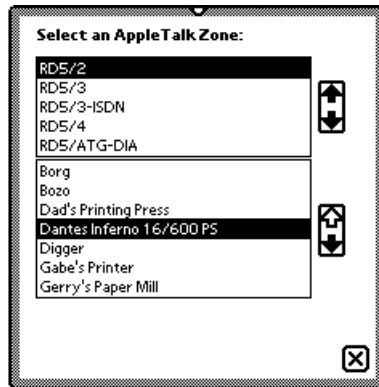 Select an AppleTalk Zone:
RD5/2
RD5/3
RD5/3-ISDN
RD5/4
RD5/ATG-DIA
Borg
Bozo
Dad's Printing Press
Dantes Inferno 16/600 PS
Digger
Gabe's Printer
Gerry's Paper Mill